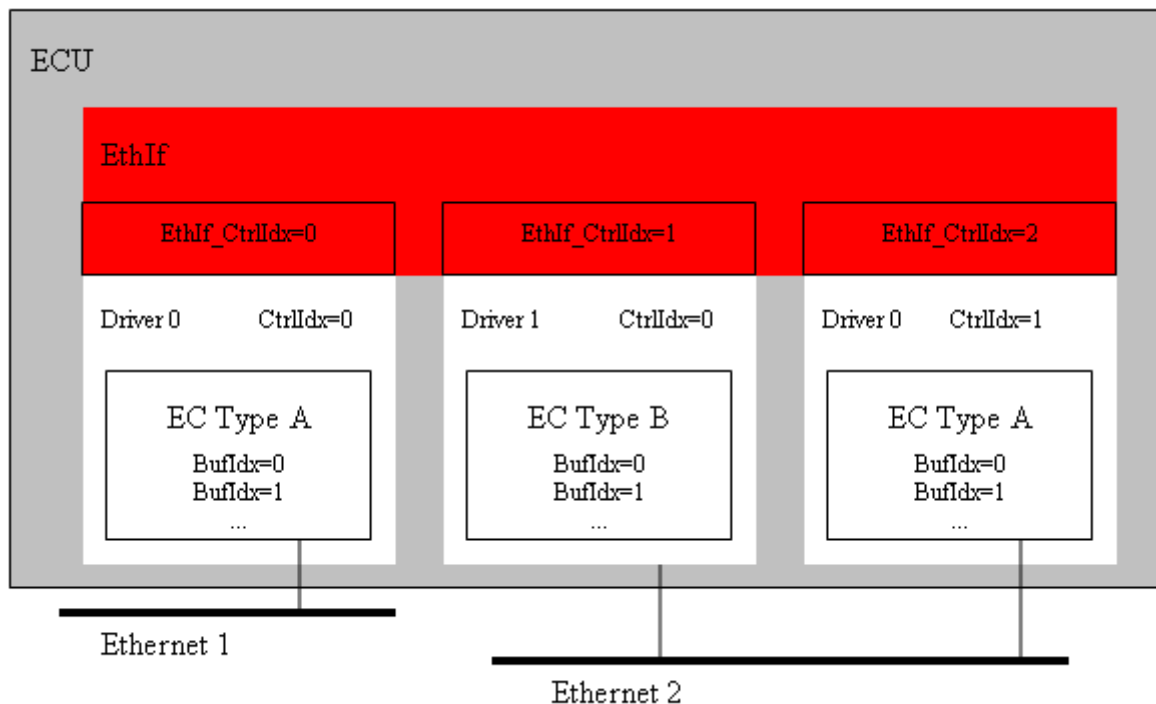 ECU
EthIf
EthIf_CtrlIdx=0
EthIf_CtrlIdx=1
EthIf_CtrlIdx=2
Driver 0 CtrlIdx=0
Driver 1 CtrlIdx=0
Driver 0 CtrlIdx=1
EC Type A
BufIdx=0
BufIdx=1
...
EC Type B
BufIdx=0
BufIdx=1
...
EC Type A
BufIdx=0
BufIdx=1
...
Ethernet 1
Ethernet 2